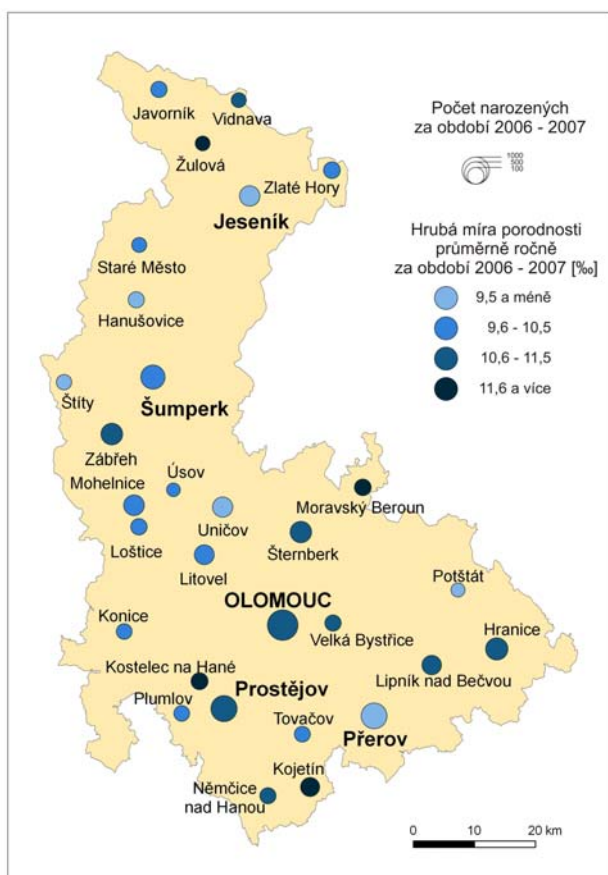 Javorník
Vidnava
Žulová
Zlaté Hory
Jeseník
Staré Město
Hanušovice
Štíty
Šumperk
Zábřeh
Mohelnice
Úsov
Loštice
Uničov
Litovel
Moravský Beroun
Šternberk
OLOMOUC
Velká Bystřice
Potštát
Hranice
Lipník nad Bečvou
Konice
Kostelec na Hané
Plumlov
Prostějov
Tovačov
Přerov
Kojetín
Němčice
nad Hanou
Počet narozených
za období 2006 - 2007
1000
500
100
Hrubá míra porodnosti
průměrně ročně
za období 2006 - 2007 [‰]
9,5 a méně
9,6 - 10,5
10,6 - 11,5
11,6 a více
0 10 20 km